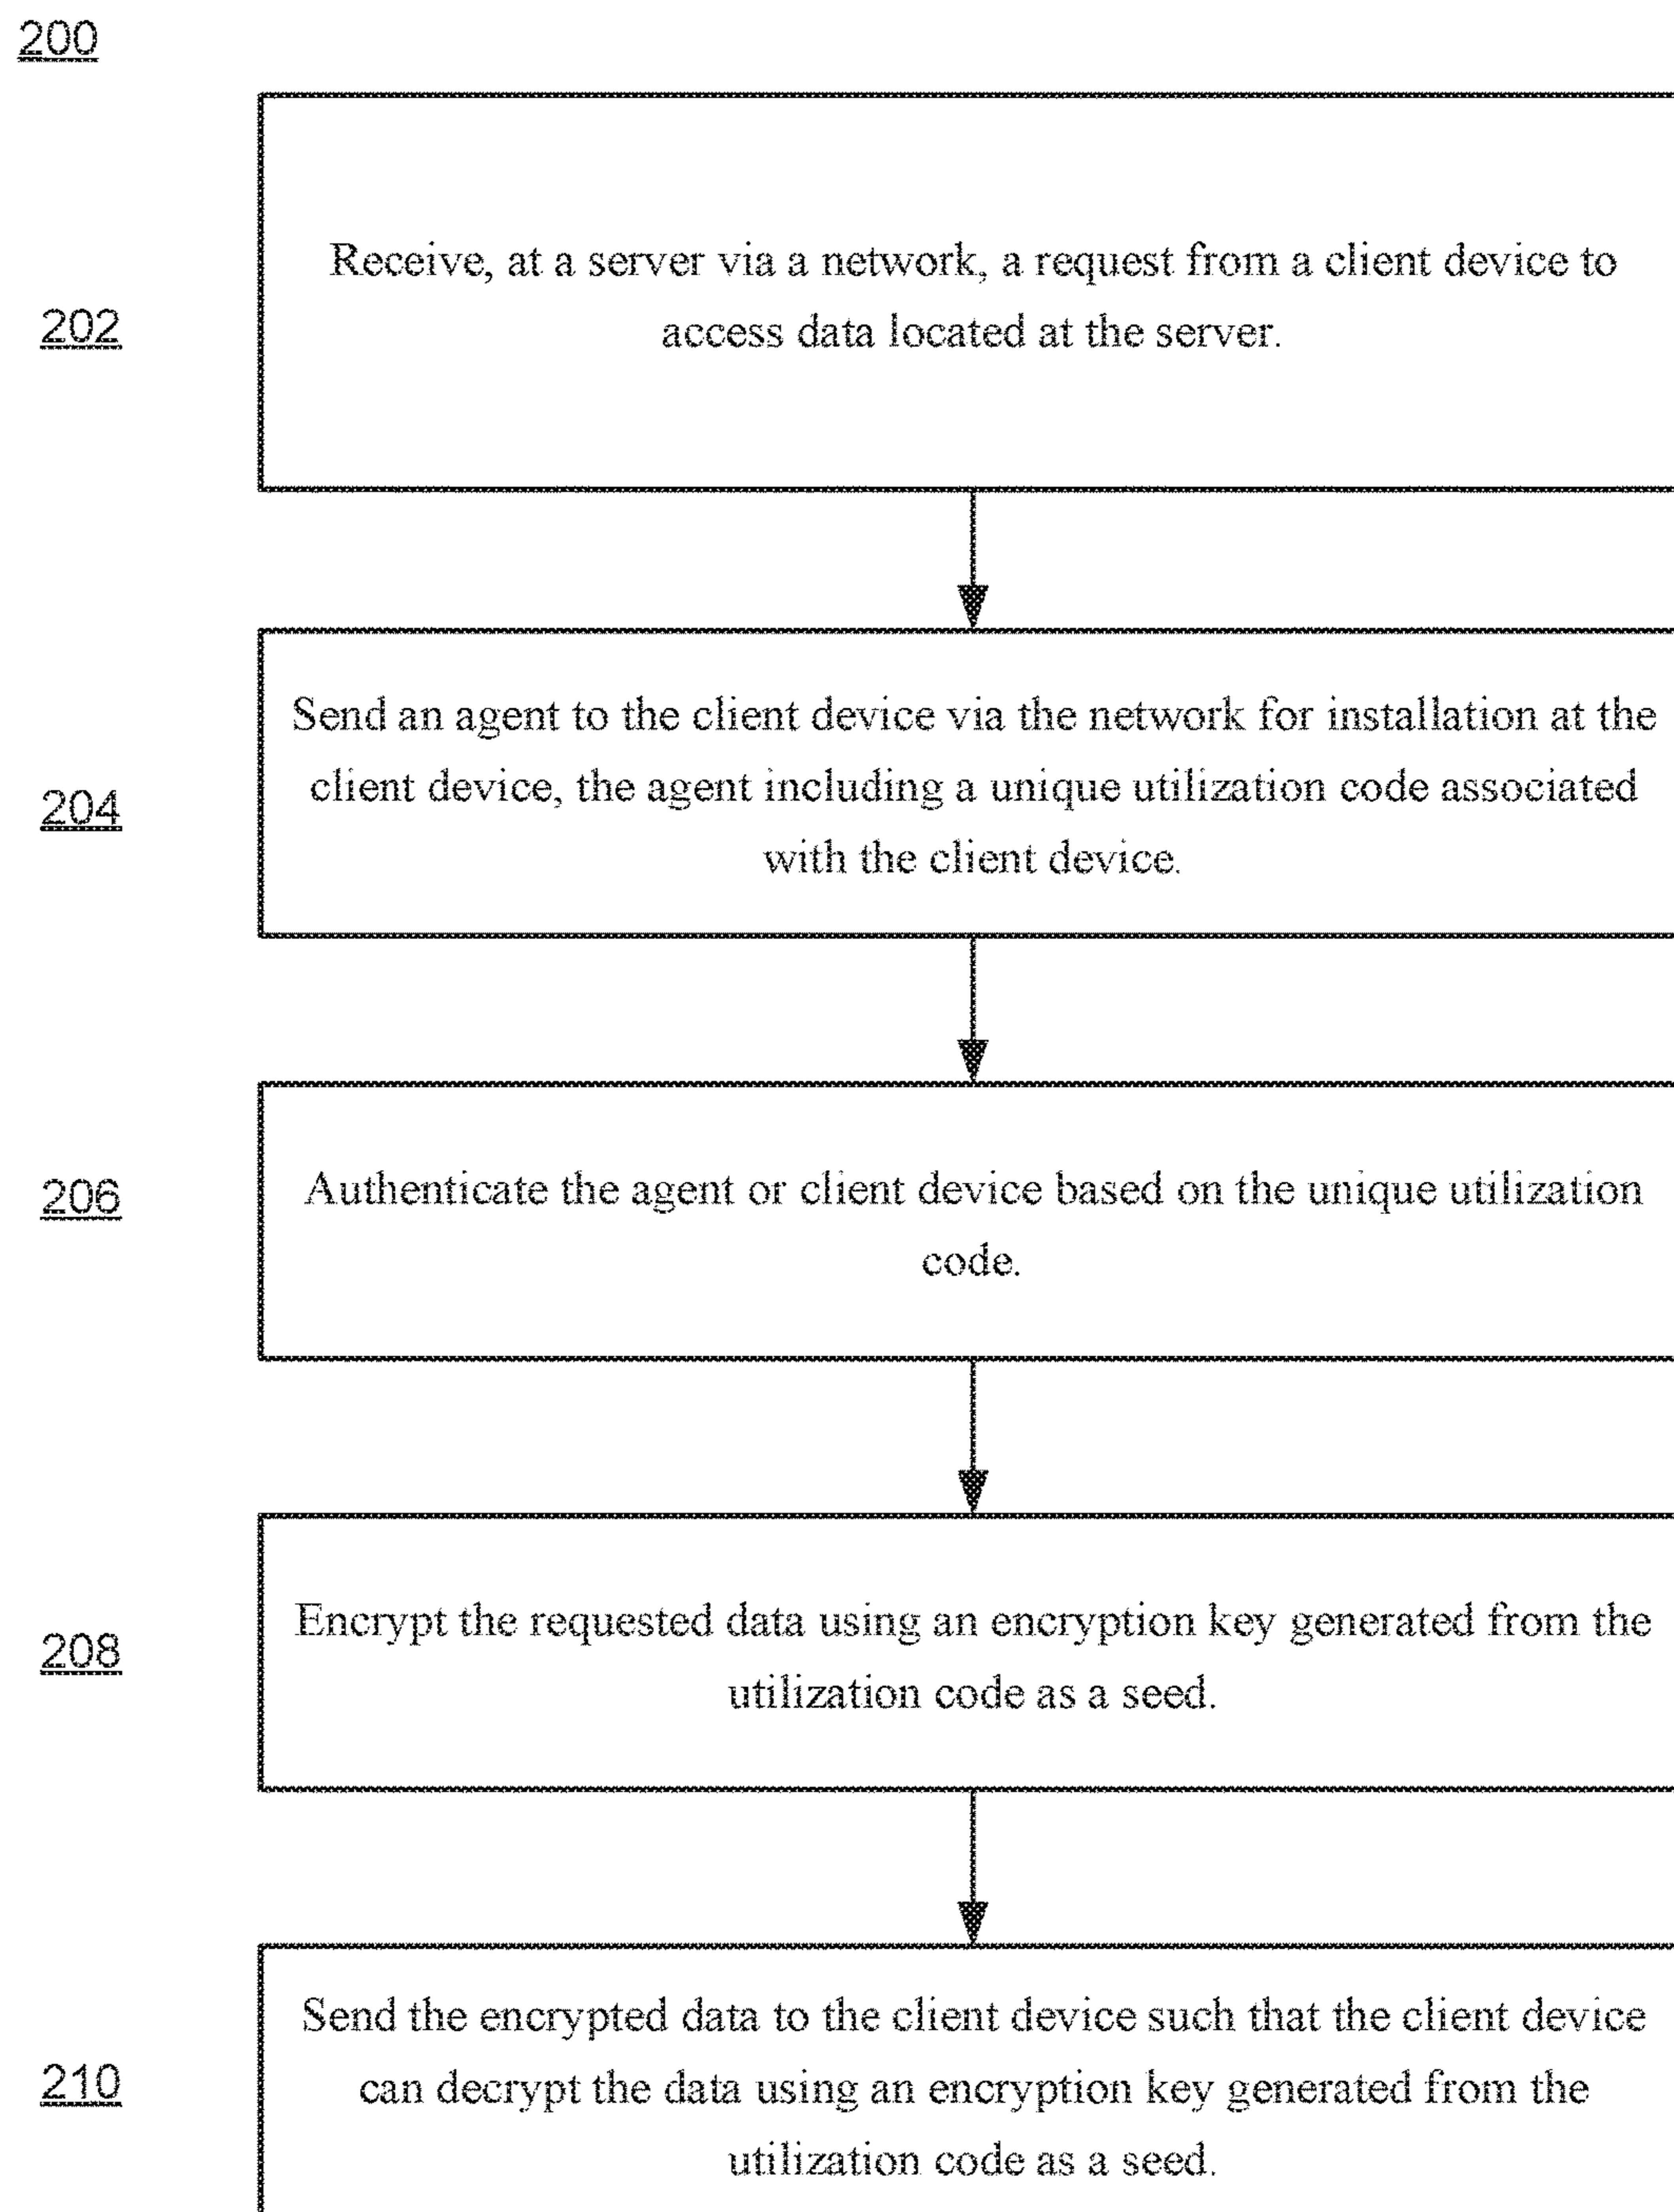 200
Receive, at a server via a network, a request from a client device to
202
access data located at the server.
Send an agent to the client device via the network for installation at the
204
client device, the agent including a unique utilization code associated
with the client device.
206
Authenticate the agent or client device based on the unique utilization
code.
208
Encrypt the requested data using an encryption key generated from the
utilization code as a seed.
Send the encrypted data to the client device such that the client device
210
can decrypt the data using an encryption key generated from the
utilization code as a seed.